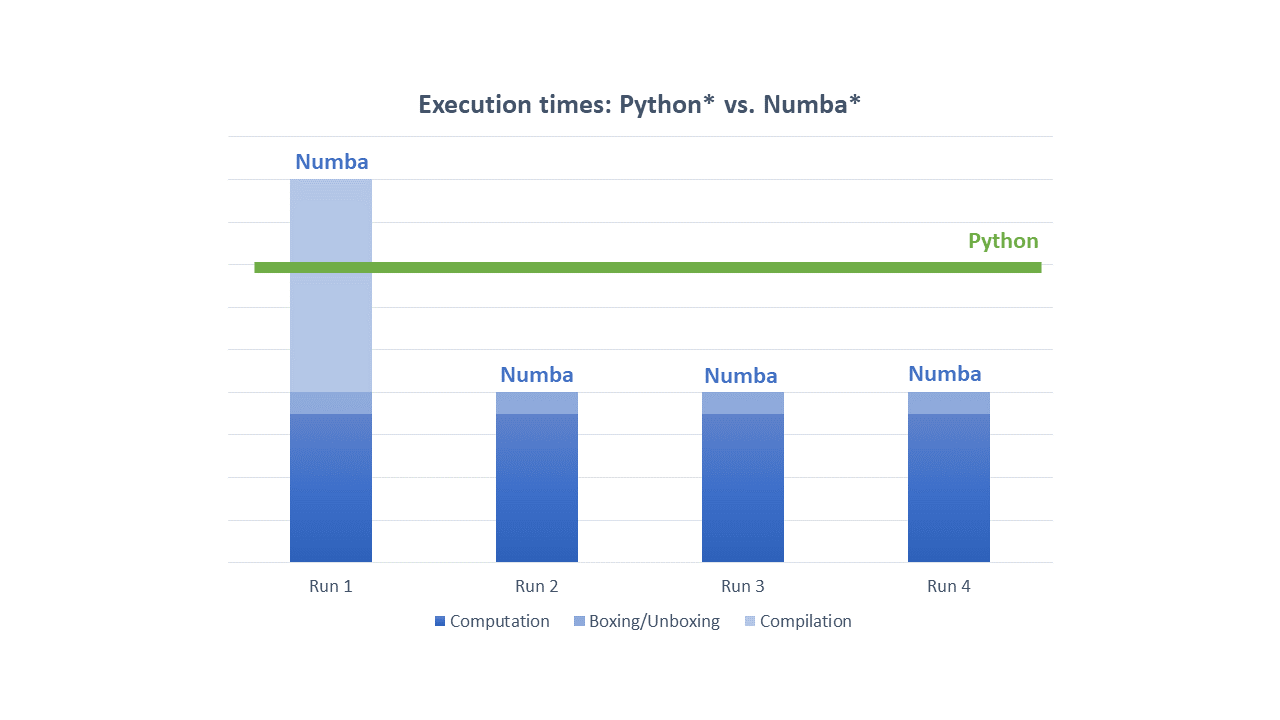 Execution times: Python* vs. Numba*
Numba
Python
Numba
Numba
Numba
Run 1
Run 2
Run 3
Run 4
Computation
Boxing/Unboxing
Compilation